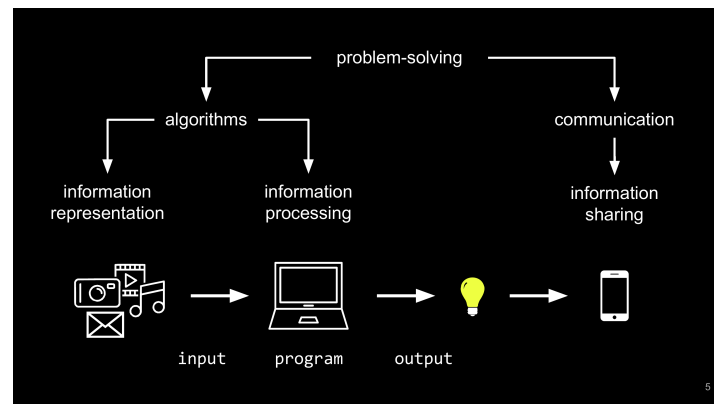 problem-solving
algorithms
communication
information
representation
information
processing
information
sharing
input
program
output
5